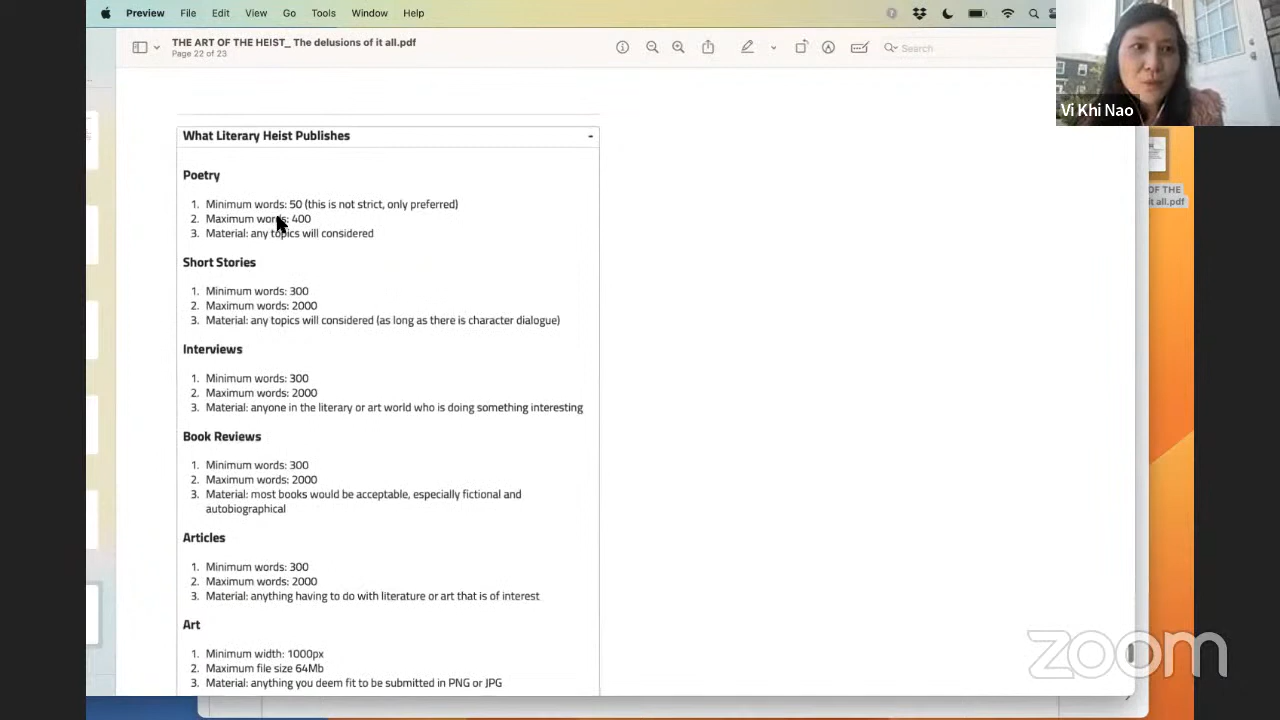 Preview File Edit View Go Tools Window Help
THE ART OF THE HEIST_ The delusions of it all.pdf
Page 22 of 23
Search
Vi Khi Nao
OF THE
it all.pdf
What Literary Heist Publishes
Poetry
1. Minimum words: 50 (this is not strict, only preferred)
2. Maximum words: 400
3. Material: any topics will considered
Short Stories
1. Minimum words: 300
2. Maximum words: 2000
3. Material: any topics will considered (as long as there is character dialogue)
Interviews
1. Minimum words: 300
2. Maximum words: 2000
3. Material: anyone in the literary or art world who is doing something interesting
Book Reviews
1. Minimum words: 300
2. Maximum words: 2000
3. Material: most books would be acceptable, especially fictional and
autobiographical
Articles
1. Minimum words: 300
2. Maximum words: 2000
3. Material: anything having to do with literature or art that is of interest
Art
1. Minimum width: 1000px
2. Maximum file size 64Mb
3. Material: anything you deem fit to be submitted in PNG or JPG
zoom